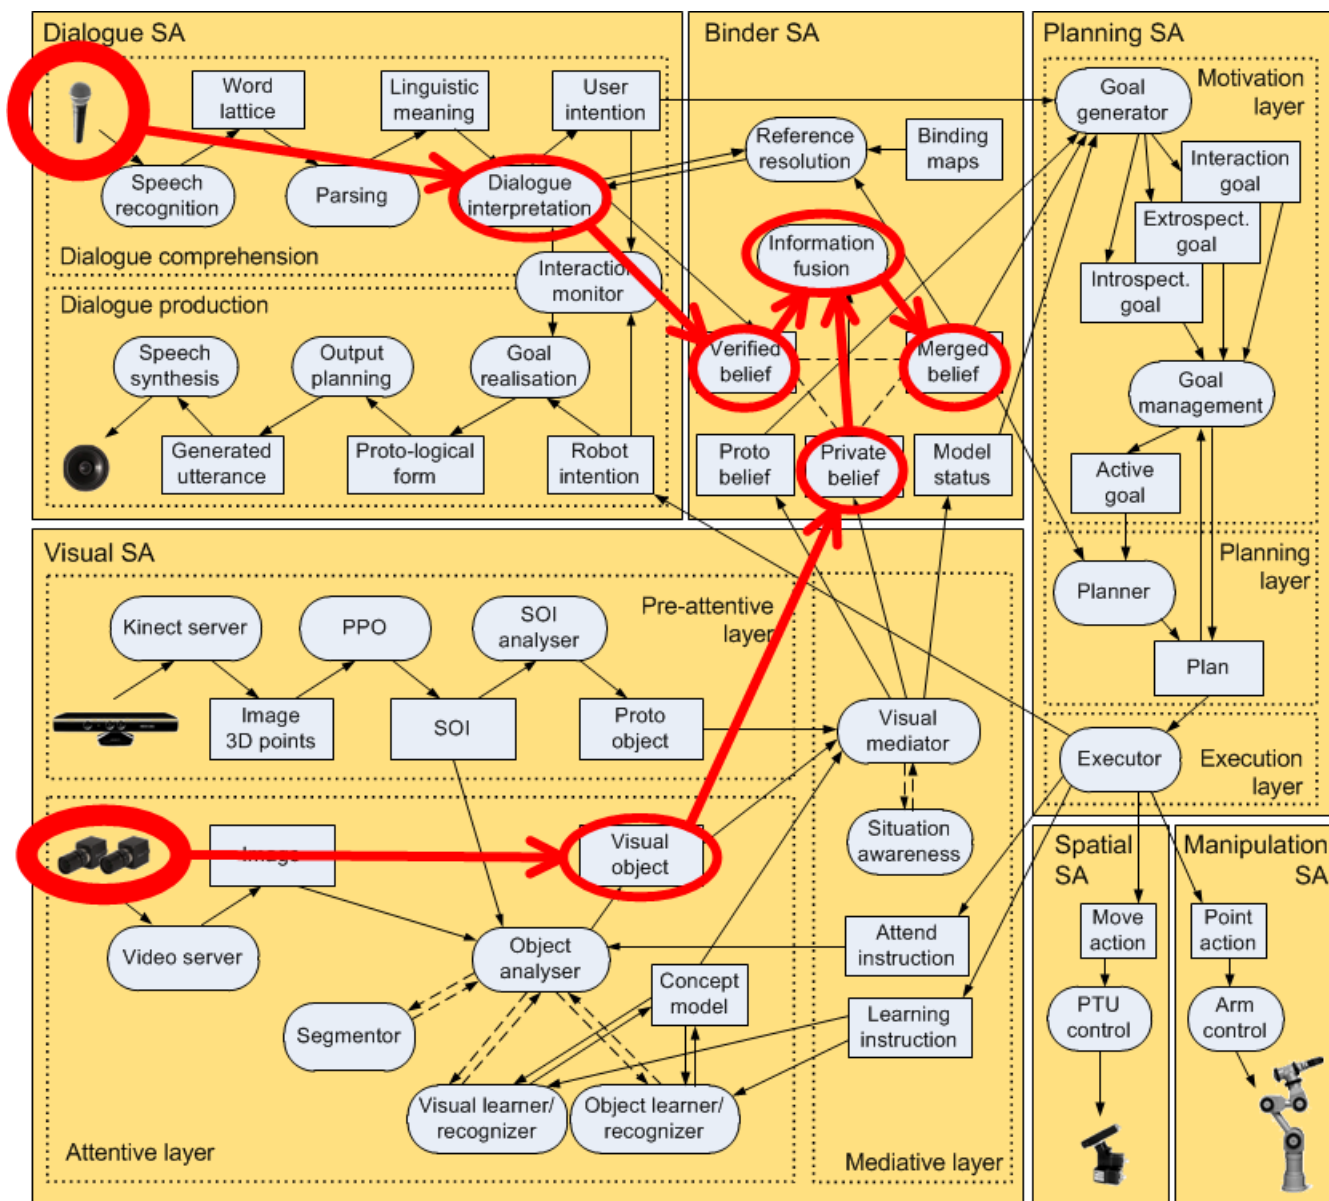 Dialogue SA
Word
lattice
Linguistic
meaning
User
intention
Speech
recognition
Parsing
Dialogue
interpretation
Dialogue comprehension
Interaction
monitor
Dialogue production
Speech
synthesis
Output
planning
Goal
realisation
Generated
utterance
Proto-logical
form
Robot
intention
Binder SA
Reference
resolution
Binding
maps
Information
fusion
Verified
belief
Merged
belief
Proto
belief
Private
belief
Model
status
Planning SA
Motivation
layer
Goal
generator
Interaction
goal
Extrospect.
goal
Introspect.
goal
Goal
management
Active
goal
Planning
layer
Planner
Plan
Executor
Execution
layer
Visual SA
Pre-attentive
layer
Kinect server
PPO
SOI
analyser
Image
3D points
SOI
Proto
object
Visual
mediator
Situation
awareness
Image
Visual
object
Video server
Object
analyser
Attend
instruction
Concept
model
Segmentor
Learning
instruction
Visual learner/
recognizer
Object learner/
recognizer
Attentive layer
Mediative layer
Spatial
SA
Move
action
PTU
control
Manipulation
SA
Point
action
Arm
control